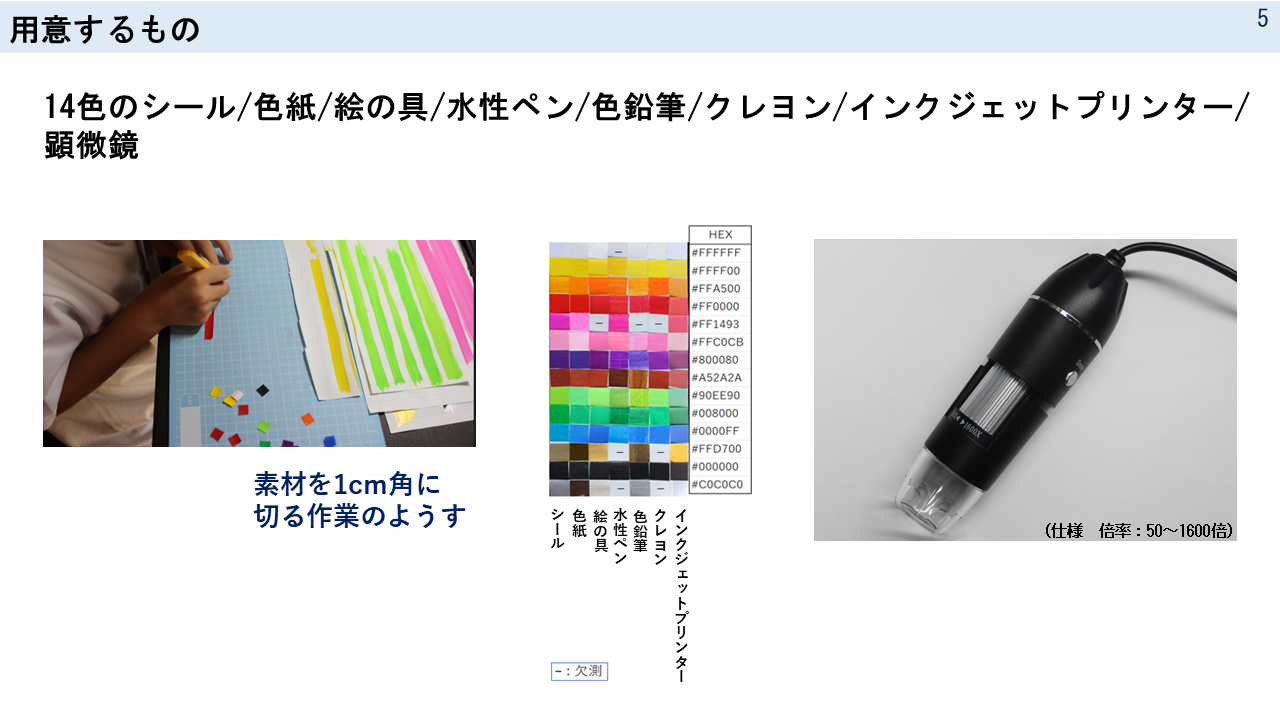 用意するもの
5
14色のシール/色紙/絵の具/水性ペン/色鉛筆/クレヨン/インクジェットプリンター/
顕微鏡
素材を1cm角に
切る作業のようす
HEX
#FFFFFF
#FFFF00
#FFA500
#FF0000
#FF1493
#FFC0CB
#800080
#A52A2A
#90EE90
#008000
#0000FF
#FFD700
#000000
#C0C0C0
シール
色紙
絵の具
水性ペン
色鉛筆
クレヨン
インクジェットプリンター
−：欠測
1600X
(仕様　倍率：50～1600倍)